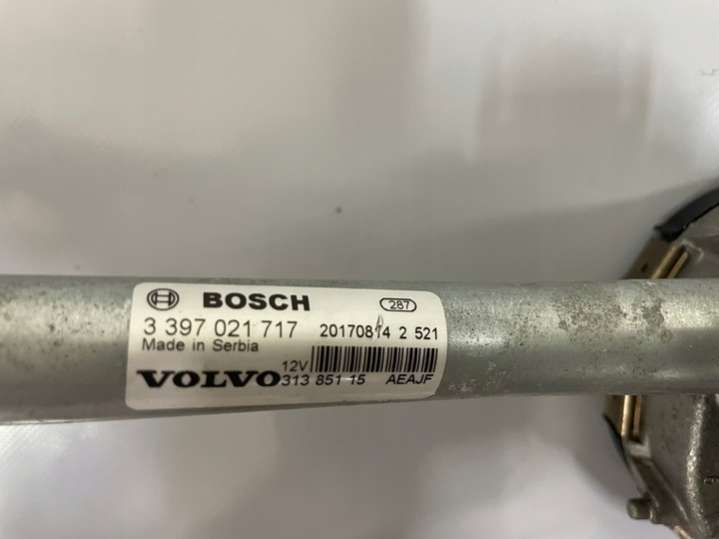 BOSCH 287
3 397 021 717 20170814 2 521
Made in Serbia
12V
VOLVO 313 851 15 AEAJF